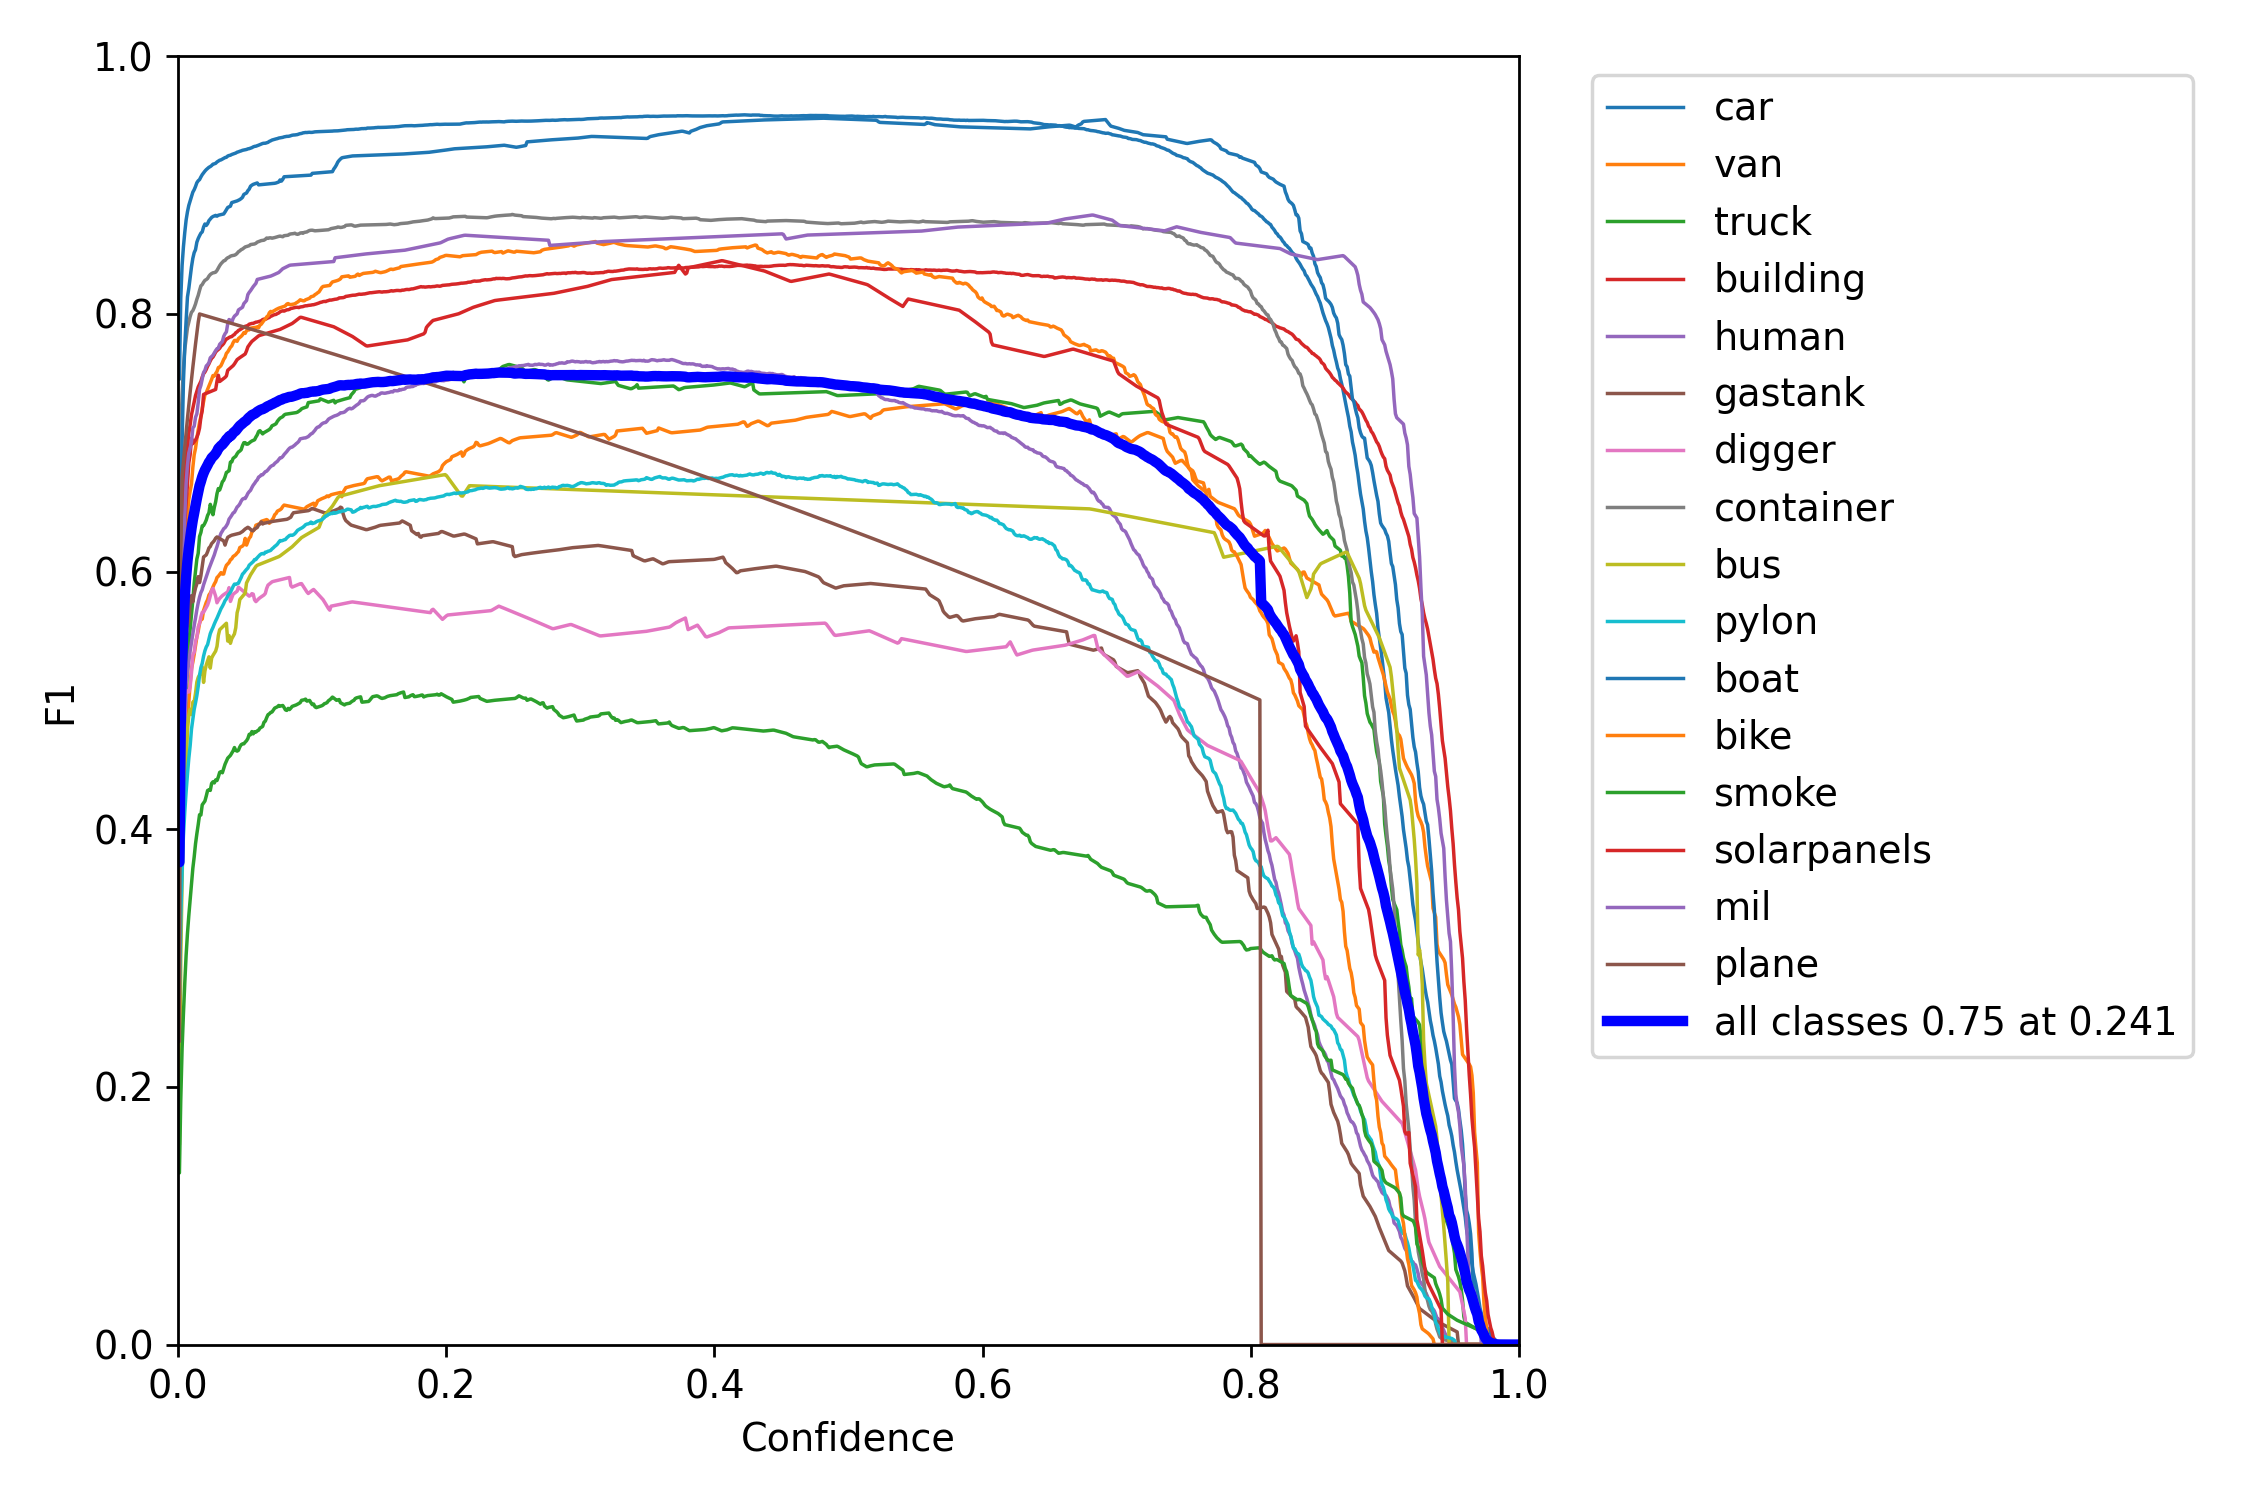 1.0
0.8
0.6
0.4
0.2
0.0
F1
0.0 0.2 0.4 0.6 0.8 1.0
Confidence
car
van
truck
building
human
gastank
digger
container
bus
pylon
boat
bike
smoke
solarpanels
mil
plane
all classes 0.75 at 0.241